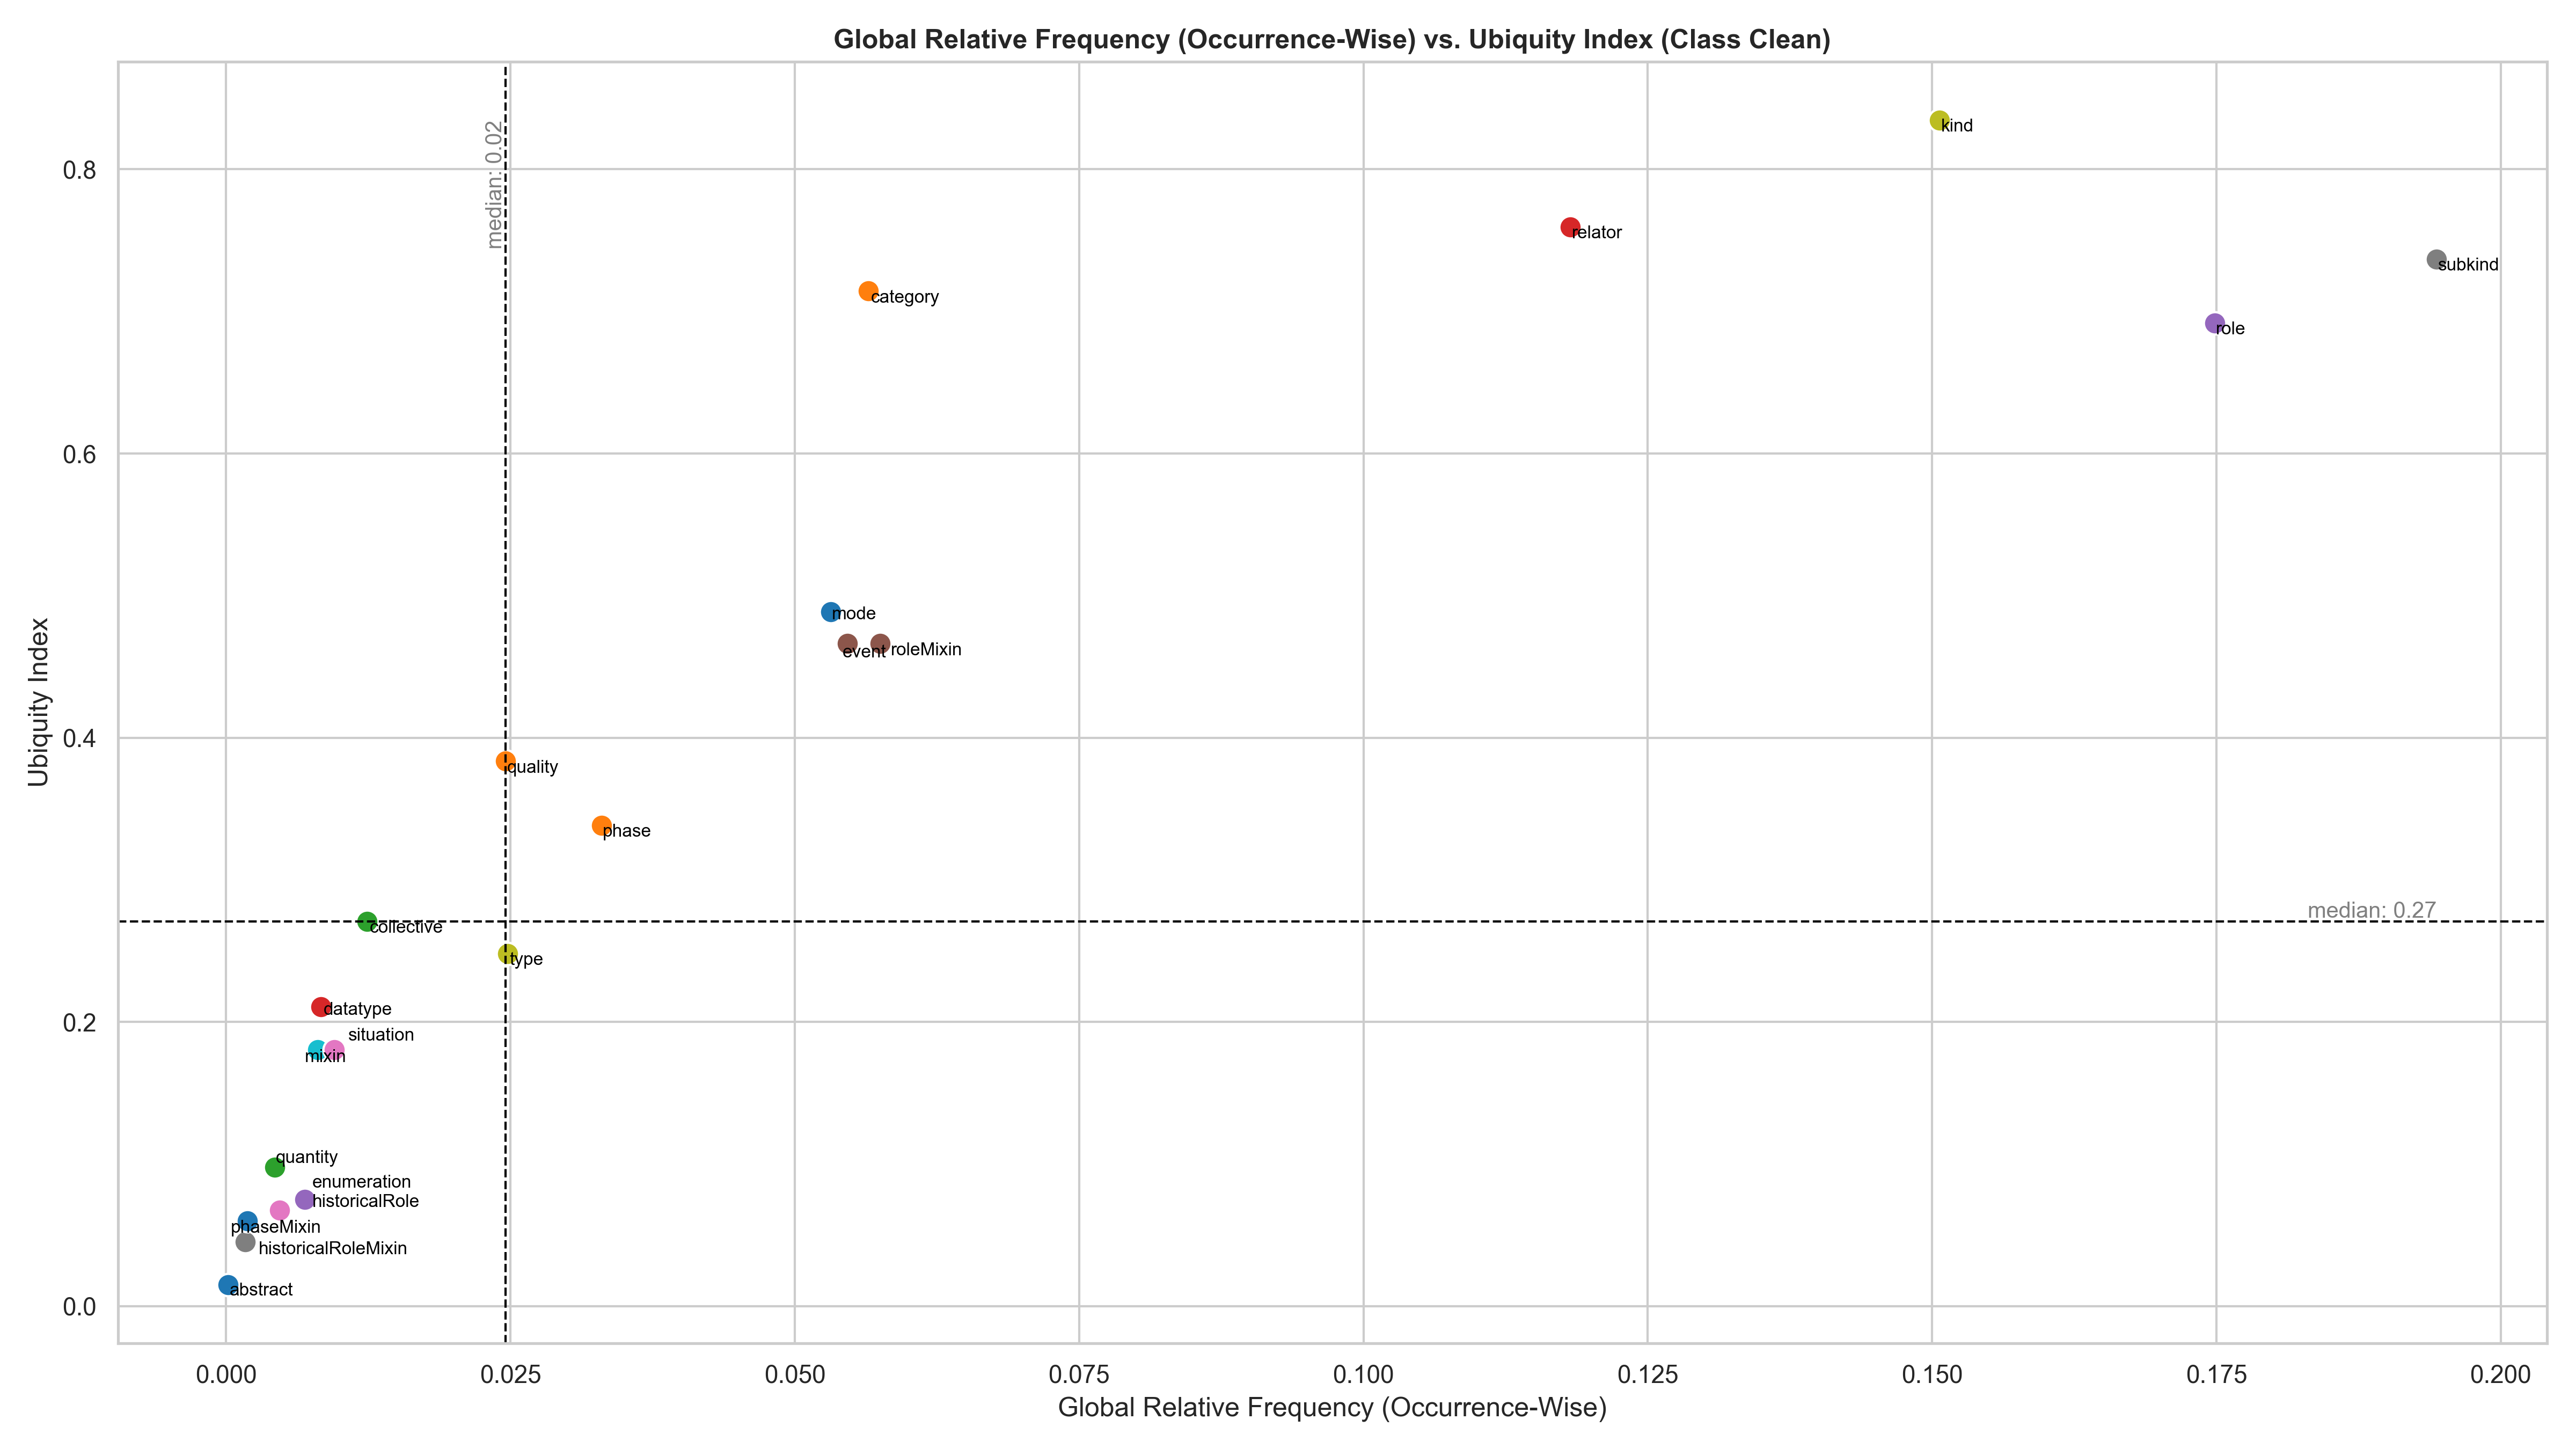 Global Relative Frequency (Occurrence-Wise) vs. Ubiquity Index (Class Clean)
median: 0.02
kind
0.8
relator
subkind
category
role
0.6
mode
event
roleMixin
Ubiquity Index
0.4
quality
phase
median: 0.27
collective
type
datatype
0.2
situation
mixin
quantity
enumeration
historicalRole
phaseMixin
historicalRoleMixin
abstract
0.0
0.000 0.025 0.050 0.075 0.100 0.125 0.150 0.175 0.200
Global Relative Frequency (Occurrence-Wise)